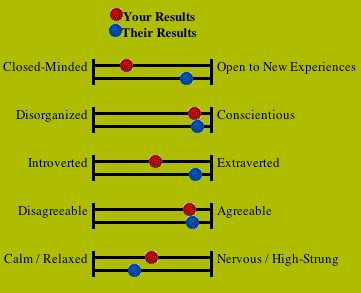 Your Results
Their Results
Closed-Minded Open to New Experiences
Disorganized Conscientious
Introverted Extraverted
Disagreeable Agreeable
Calm / Relaxed Nervous / High-Strung